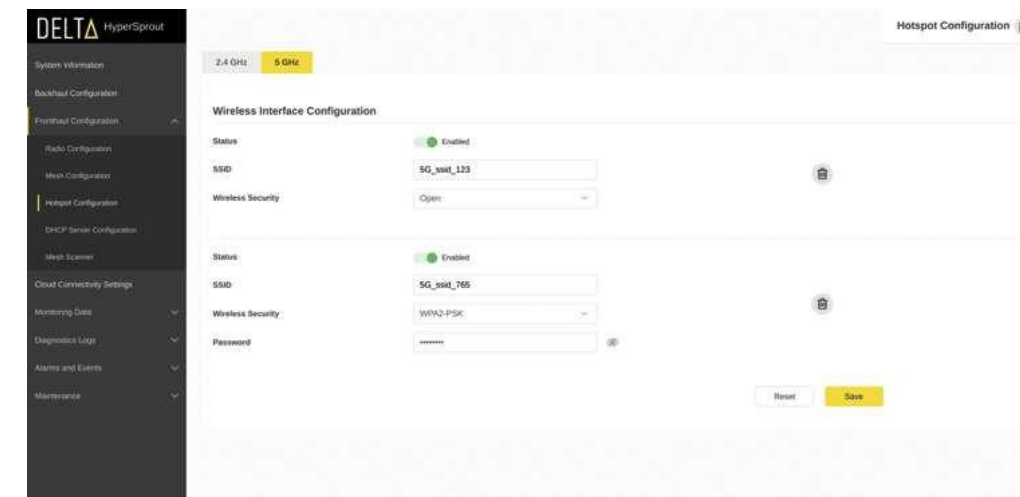 DELTA HyperSprout
Hotspot Configuration
System Information
Backhaul Configuration
Fronthaul Configuration
Radio Configuration
Mesh Configuration
Hotspot Configuration
DHCP Server Configuration
Mesh Scanner
Cloud Connectivity Settings
Monitoring Data
Diagnostics Logs
Alarms and Events
Maintenance
2.4 GHz
5 GHz
Wireless Interface Configuration
Status Enabled
SSID 5G_ssid_123
Wireless Security Open
Status Enabled
SSID 5G_ssid_765
Wireless Security WPA2-PSK
Password ••••••••
Reset Save